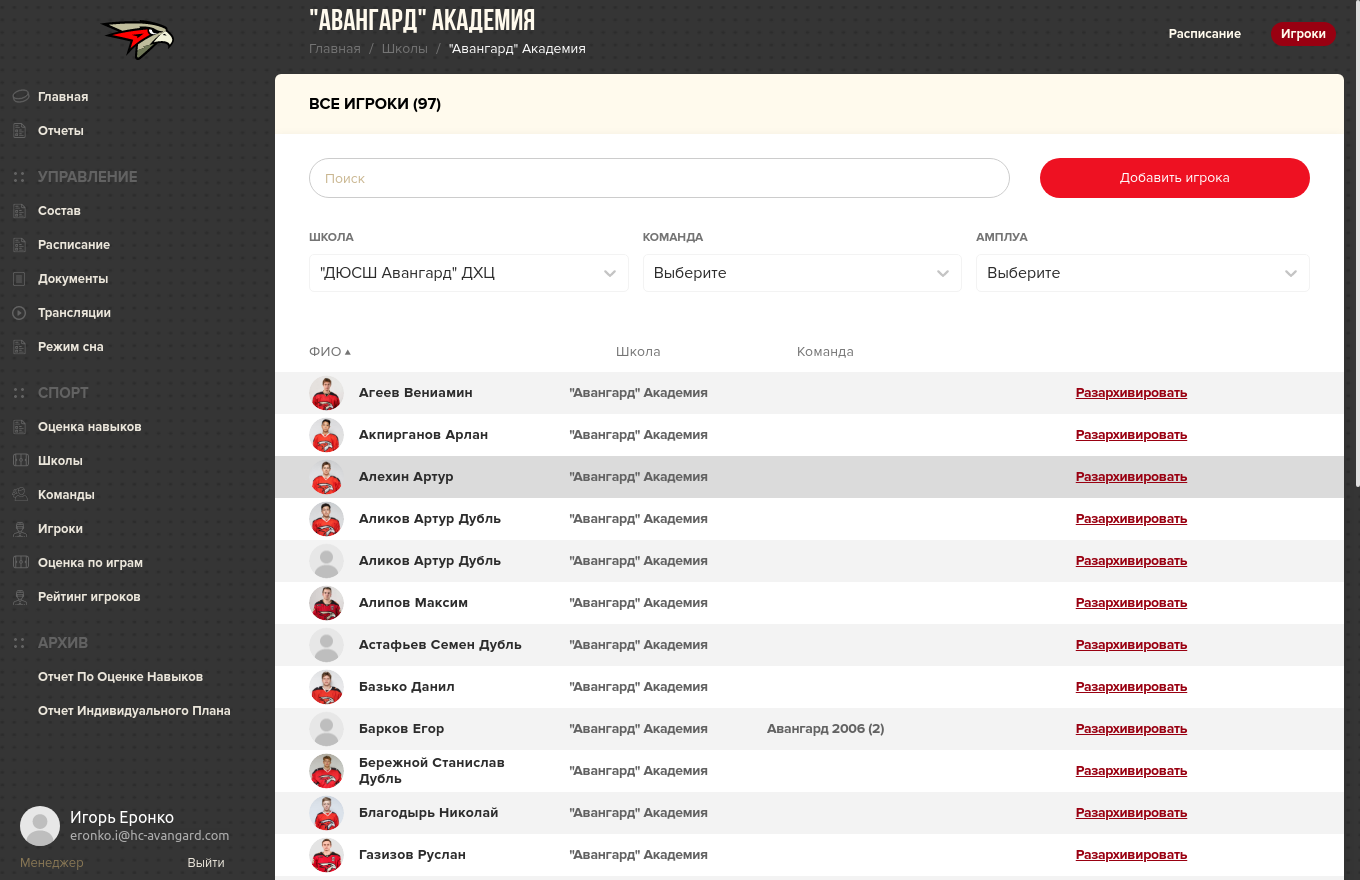 "АВАНГАРД" АКАДЕМИЯ
Главная / Школы / "Авангард" Академия
Расписание
Игроки
Главная
Отчеты
УПРАВЛЕНИЕ
Состав
Расписание
Документы
Трансляции
Режим сна
СПОРТ
Оценка навыков
Школы
Команды
Игроки
Оценка по играм
Рейтинг игроков
АРХИВ
Отчет По Оценке Навыков
Отчет Индивидуального Плана
Игорь Еронко
eronko.i@hc-avangard.com
Менеджер Выйти
ВСЕ ИГРОКИ (97)
Поиск
Добавить игрока
ШКОЛА КОМАНДА АМПЛУА
"ДЮСШ Авангард" ДХЦ Выберите Выберите
ФИО ▴ Школа Команда
Агеев Вениамин "Авангард" Академия Разархивировать
Акпирганов Арлан "Авангард" Академия Разархивировать
Алехин Артур "Авангард" Академия Разархивировать
Аликов Артур Дубль "Авангард" Академия Разархивировать
Аликов Артур Дубль "Авангард" Академия Разархивировать
Алипов Максим "Авангард" Академия Разархивировать
Астафьев Семен Дубль "Авангард" Академия Разархивировать
Базько Данил "Авангард" Академия Разархивировать
Барков Егор "Авангард" Академия Авангард 2006 (2) Разархивировать
Бережной Станислав
Дубль "Авангард" Академия Разархивировать
Благодырь Николай "Авангард" Академия Разархивировать
Газизов Руслан "Авангард" Академия Разархивировать